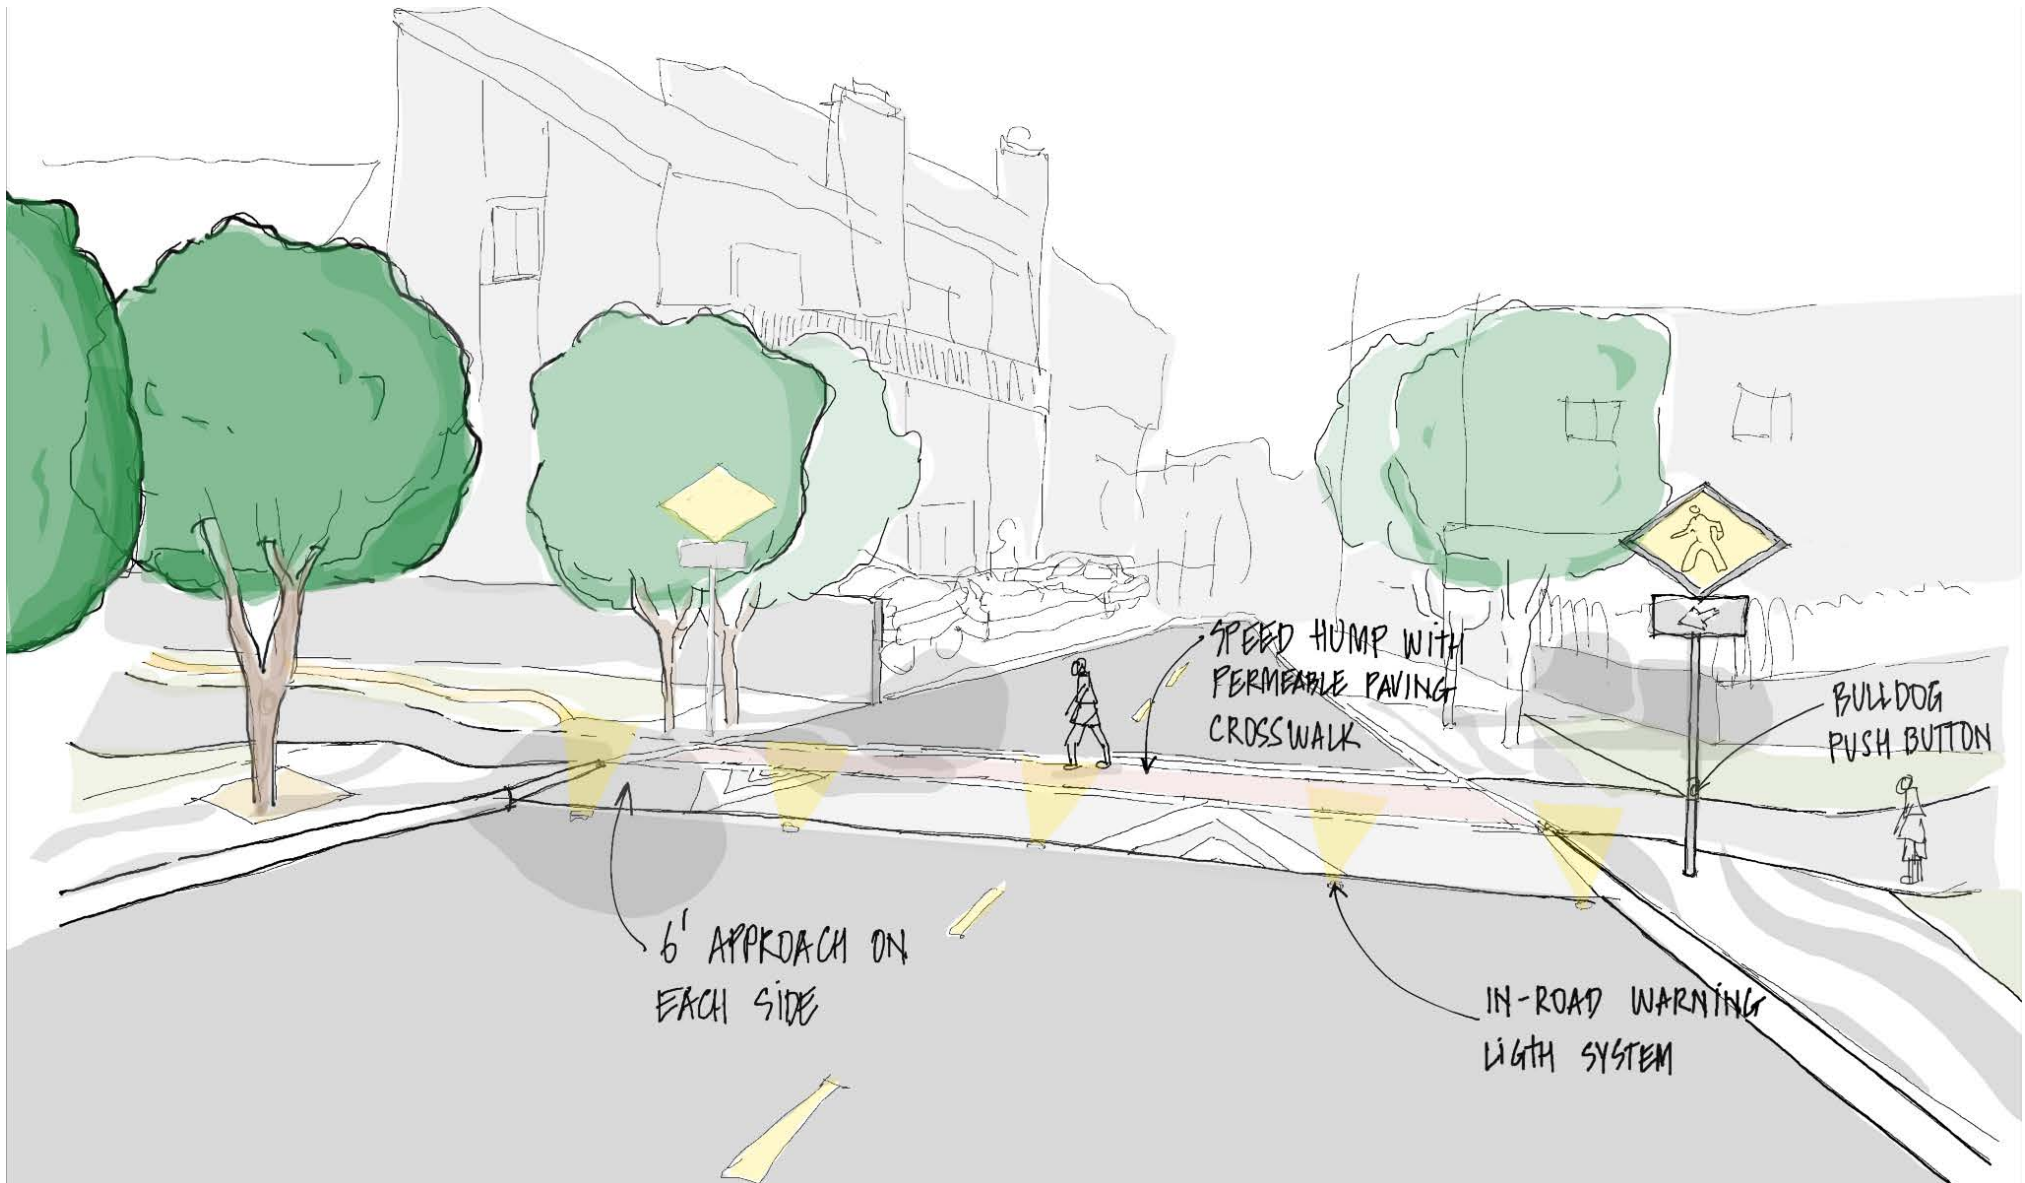 SPEED HUMP WITH
PERMEABLE PAVING
CROSSWALK
BULLDOG
PUSH BUTTON
6' APPROACH ON
EACH SIDE
IN-ROAD WARNING
LIGTH SYSTEM